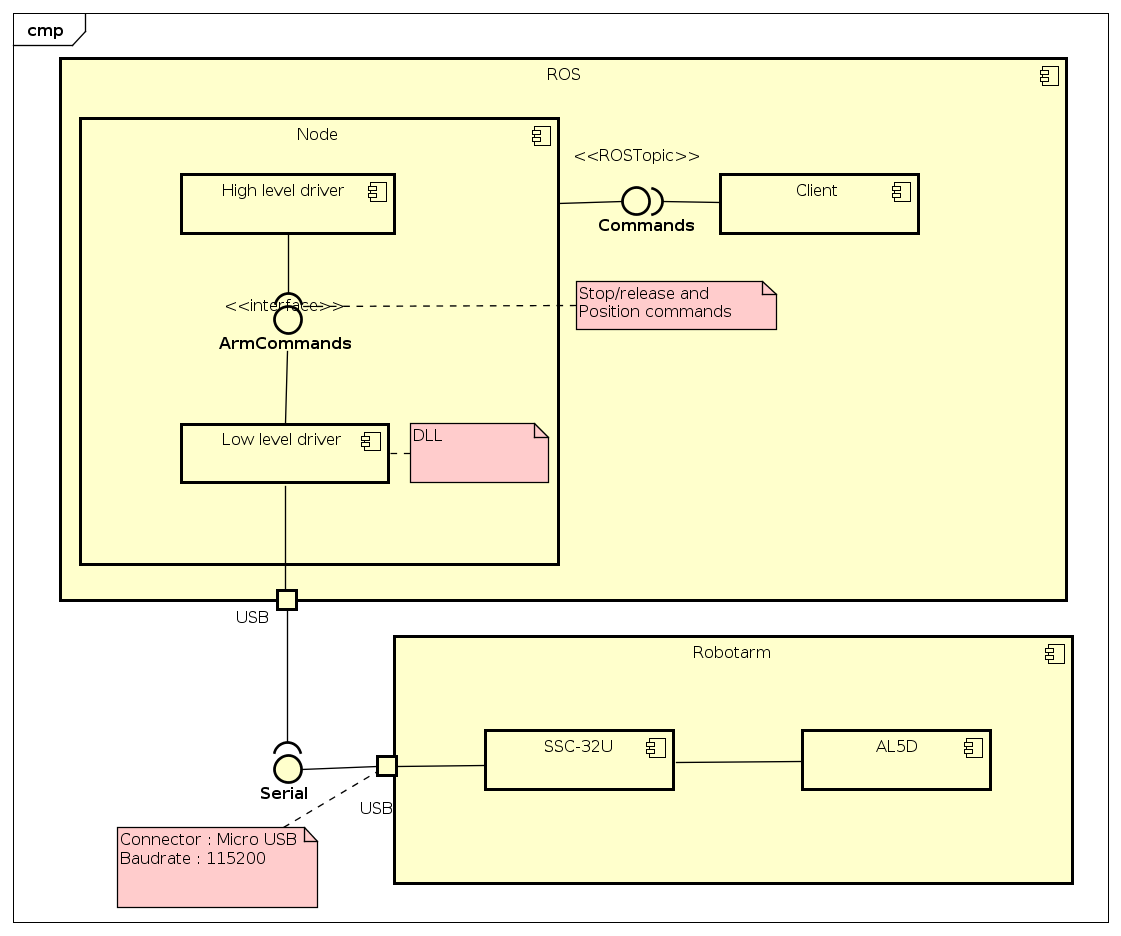 cmp
ROS
Node
<<ROSTopic>>
High level driver
Client
Commands
Stop/release and
Position commands
<<interface>>
ArmCommands
Low level driver
DLL
USB
Robotarm
SSC-32U
AL5D
Serial
USB
Connector : Micro USB
Baudrate : 115200